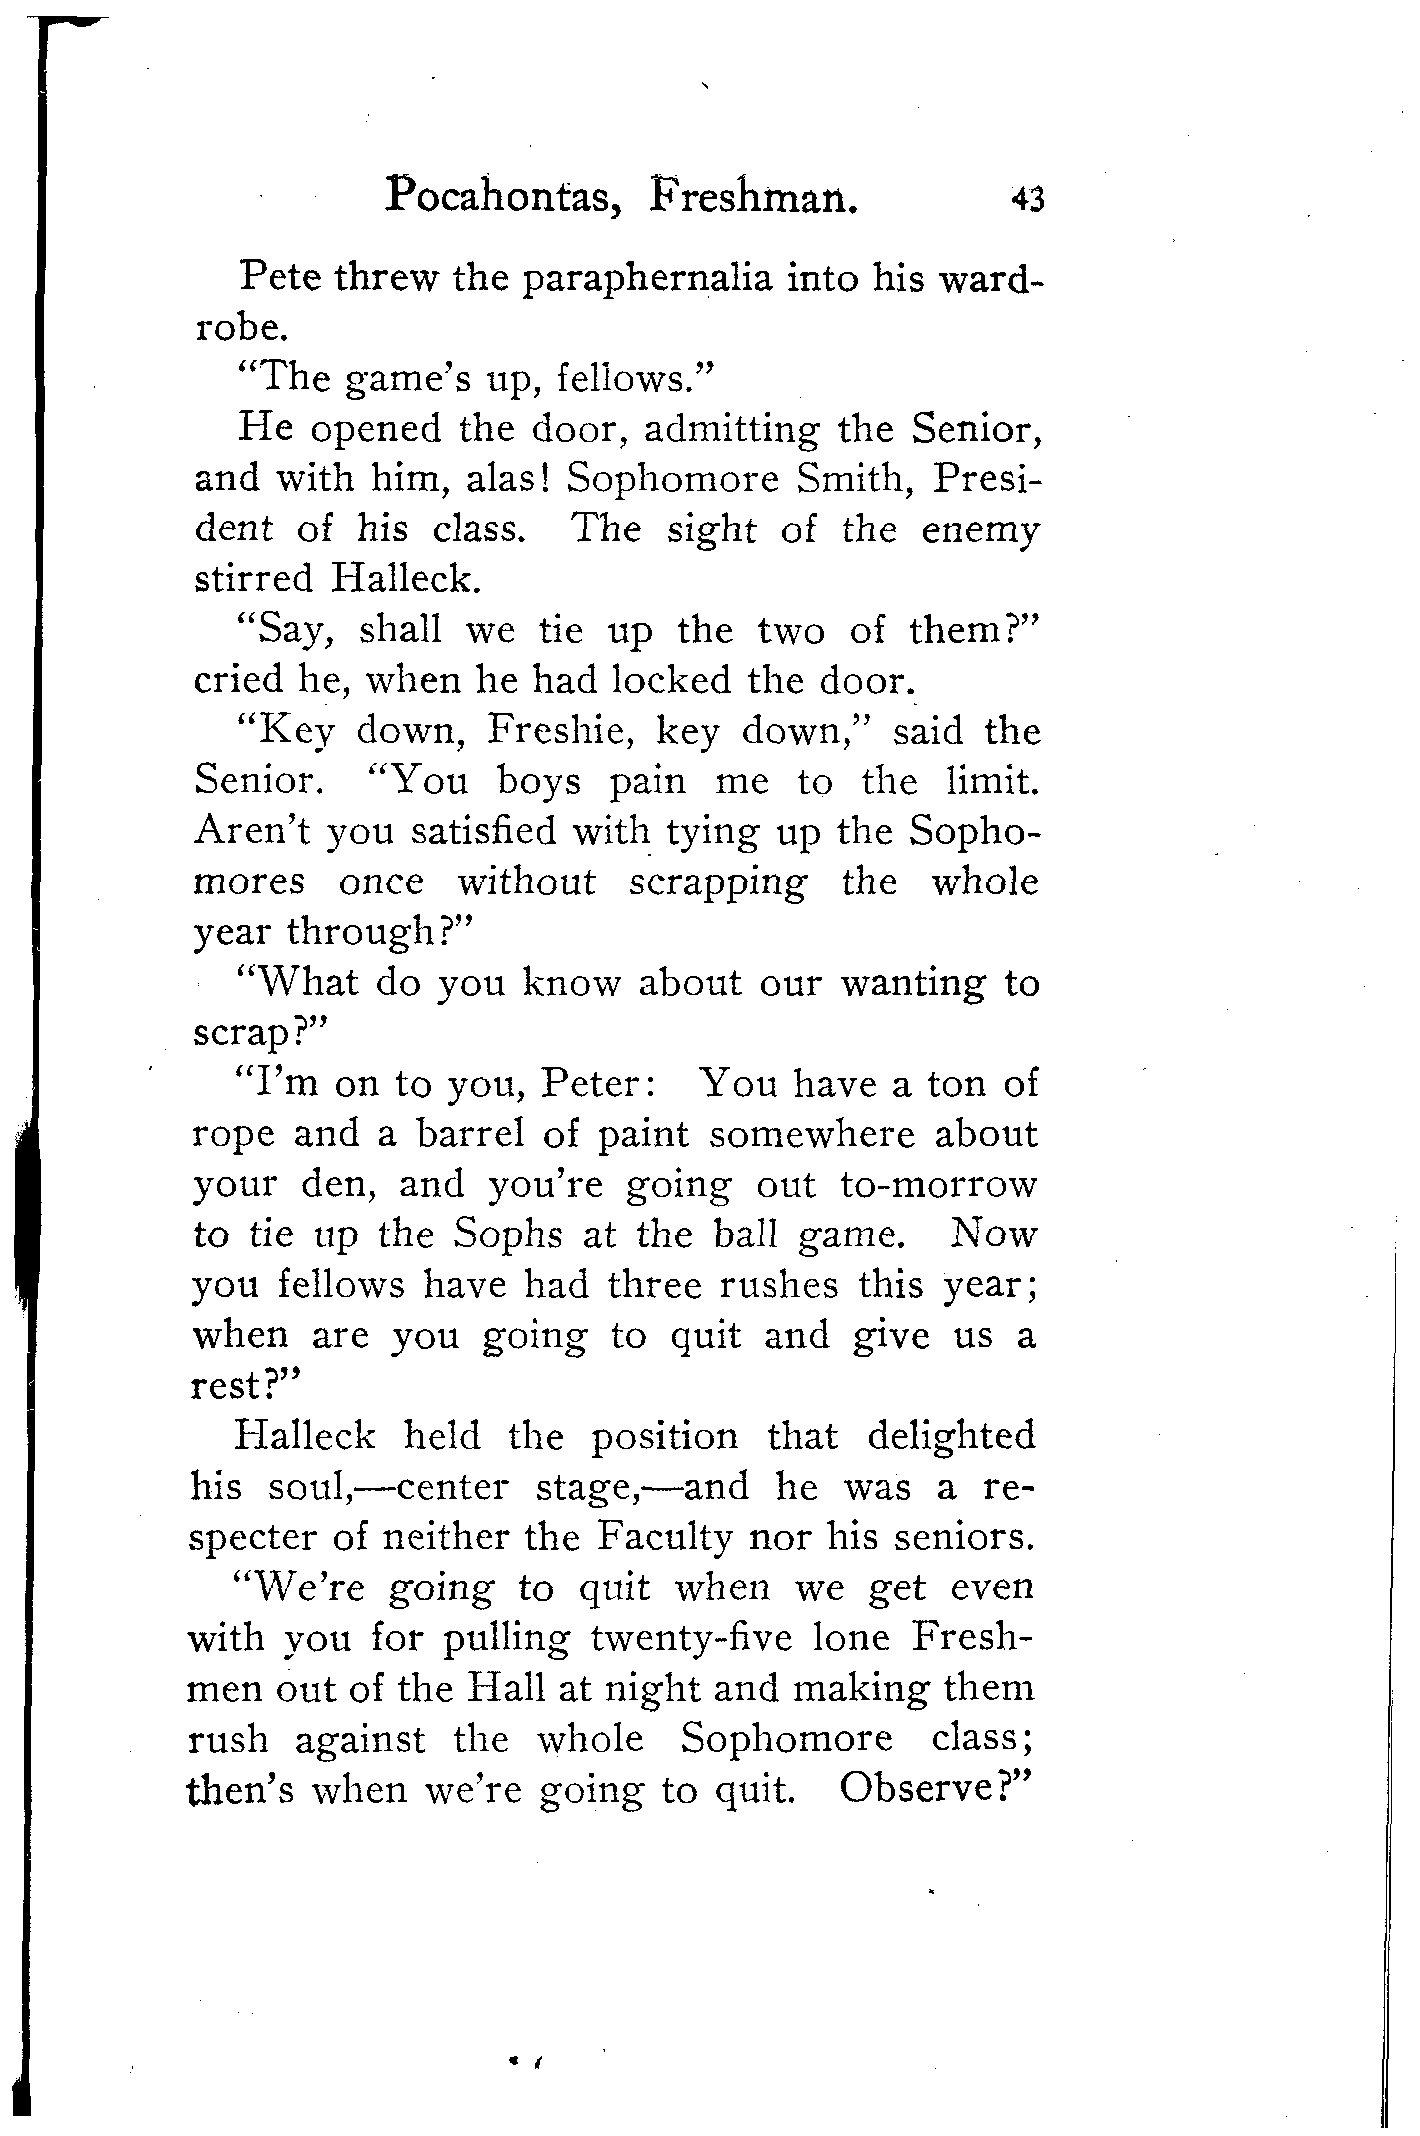 Pocahontas, Freshman. 43
Pete threw the paraphernalia into his ward-
robe.
“The game’s up, fellows.”
He opened the door, admitting the Senior,
and with him, alas! Sophomore Smith, Presi-
dent of his class. The sight of the enemy
stirred Halleck.
“Say, shall we tie up the two of them?”
cried he, when he had locked the door.
“Key down, Freshie, key down,” said the
Senior. “You boys pain me to the limit.
Aren’t you satisfied with tying up the Sopho-
mores once without scrapping the whole
year through?”
“What do you know about our wanting to
scrap?”
“I’m on to you, Peter: You have a ton of
rope and a barrel of paint somewhere about
your den, and you’re going out to-morrow
to tie up the Sophs at the ball game. Now
you fellows have had three rushes this year;
when are you going to quit and give us a
rest?”
Halleck held the position that delighted
his soul,—center stage,—and he was a re-
specter of neither the Faculty nor his seniors.
“We’re going to quit when we get even
with you for pulling twenty-five lone Fresh-
men out of the Hall at night and making them
rush against the whole Sophomore class;
then’s when we’re going to quit. Observe?”